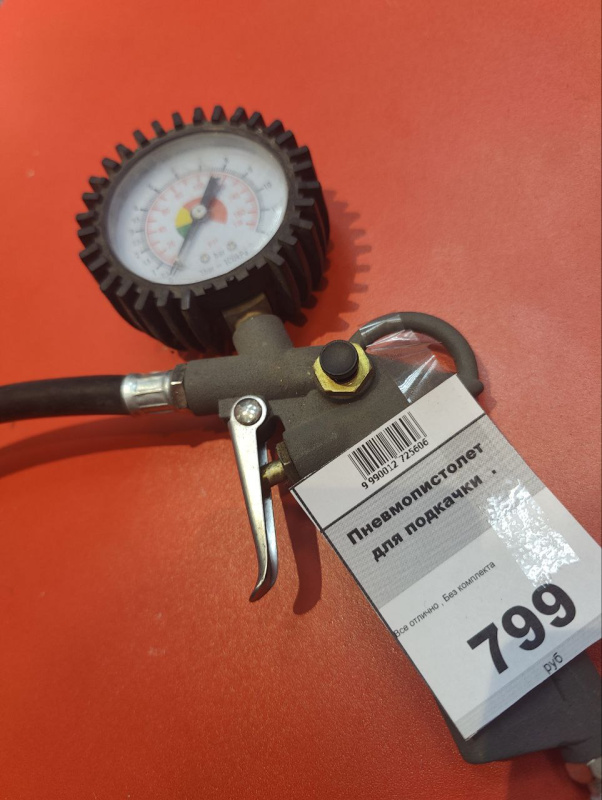 9 990012 725606
Пневмопистолет
для подкачки .
Все отлично , Без комплекта
799
руб